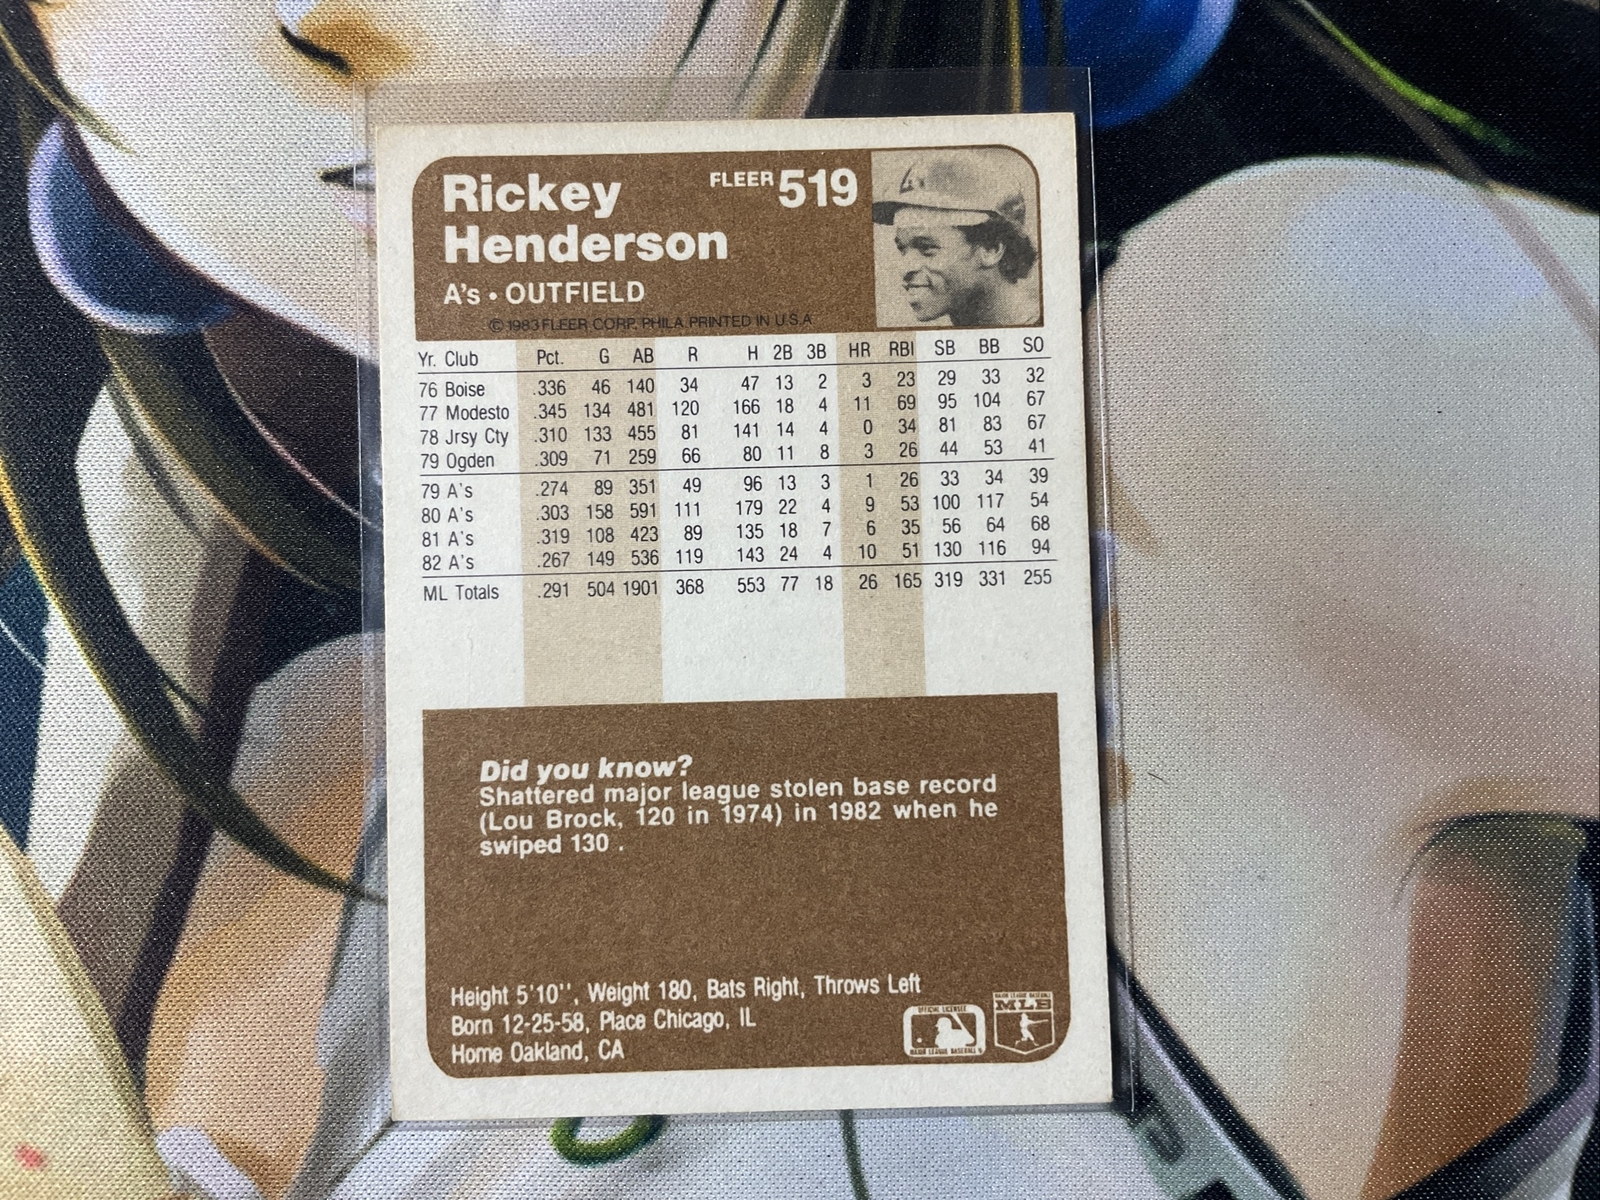 Rickey FLEER 519
Henderson
A's • OUTFIELD
© 1983 FLEER CORP. PHILA. PRINTED IN U.S.A
Yr. Club Pct. G AB R H 2B 3B HR RBI SB BB SO
76 Boise .336 46 140 34 47 13 2 3 23 29 33 32
77 Modesto .345 134 481 120 166 18 4 11 69 95 104 67
78 Jrsy Cty .310 133 455 81 141 14 4 0 34 81 83 67
79 Ogden .309 71 259 66 80 11 8 3 26 44 53 41
79 A's .274 89 351 49 96 13 3 1 26 33 34 39
80 A's .303 158 591 111 179 22 4 9 53 100 117 54
81 A's .319 108 423 89 135 18 7 6 35 56 64 68
82 A's .267 149 536 119 143 24 4 10 51 130 116 94
ML Totals .291 504 1901 368 553 77 18 26 165 319 331 255
Did you know?
Shattered major league stolen base record
(Lou Brock, 120 in 1974) in 1982 when he
swiped 130 .
Height 5'10'', Weight 180, Bats Right, Throws Left
Born 12-25-58, Place Chicago, IL
Home Oakland, CA
OFFICIAL LICENSEE
MAJOR LEAGUE BASEBALL
MAJOR LEAGUE BASEBALL
MLB